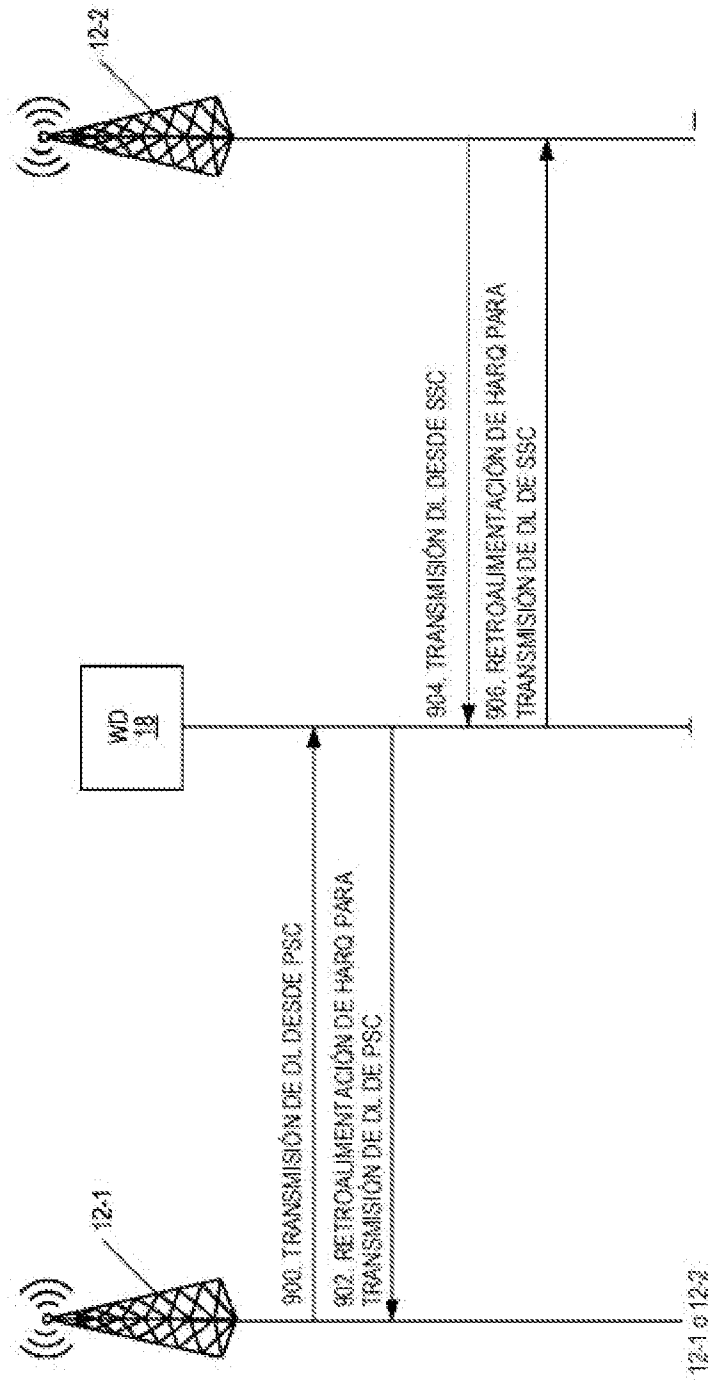 12-1
12-2
WD
18
900. TRANSMISIÓN DE DL DESDE PSC
902. RETROALIMENTACIÓN DE HARQ PARA
TRANSMISIÓN DE DL DE PSC
904. TRANSMISIÓN DL DESDE SSC
906. RETROALIMENTACIÓN DE HARQ PARA
TRANSMISIÓN DE DL DE SSC
12-1 o 12-2